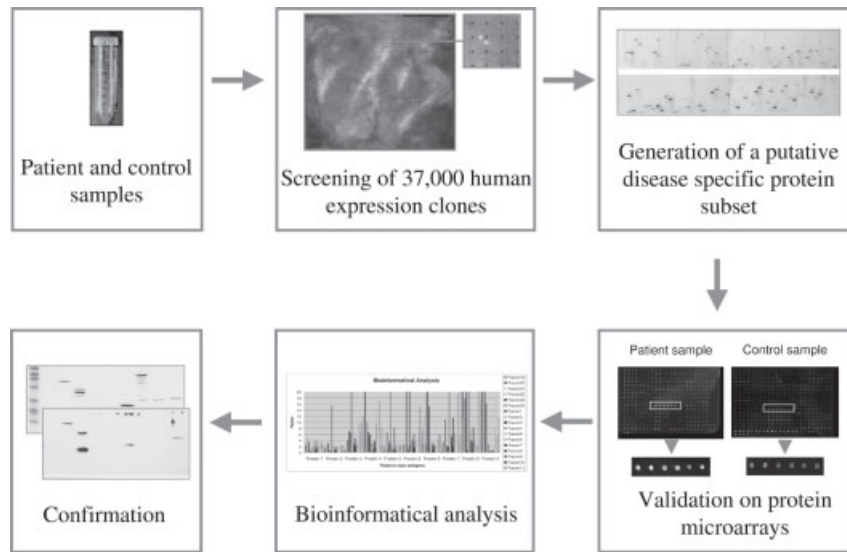 Patient and control
samples
Screening of 37,000 human
expression clones
Generation of a putative
disease specific protein
subset
Patient sample
Control sample
Validation on protein
microarrays
Bioinformatical Analysis
Bioinformatical analysis
Confirmation